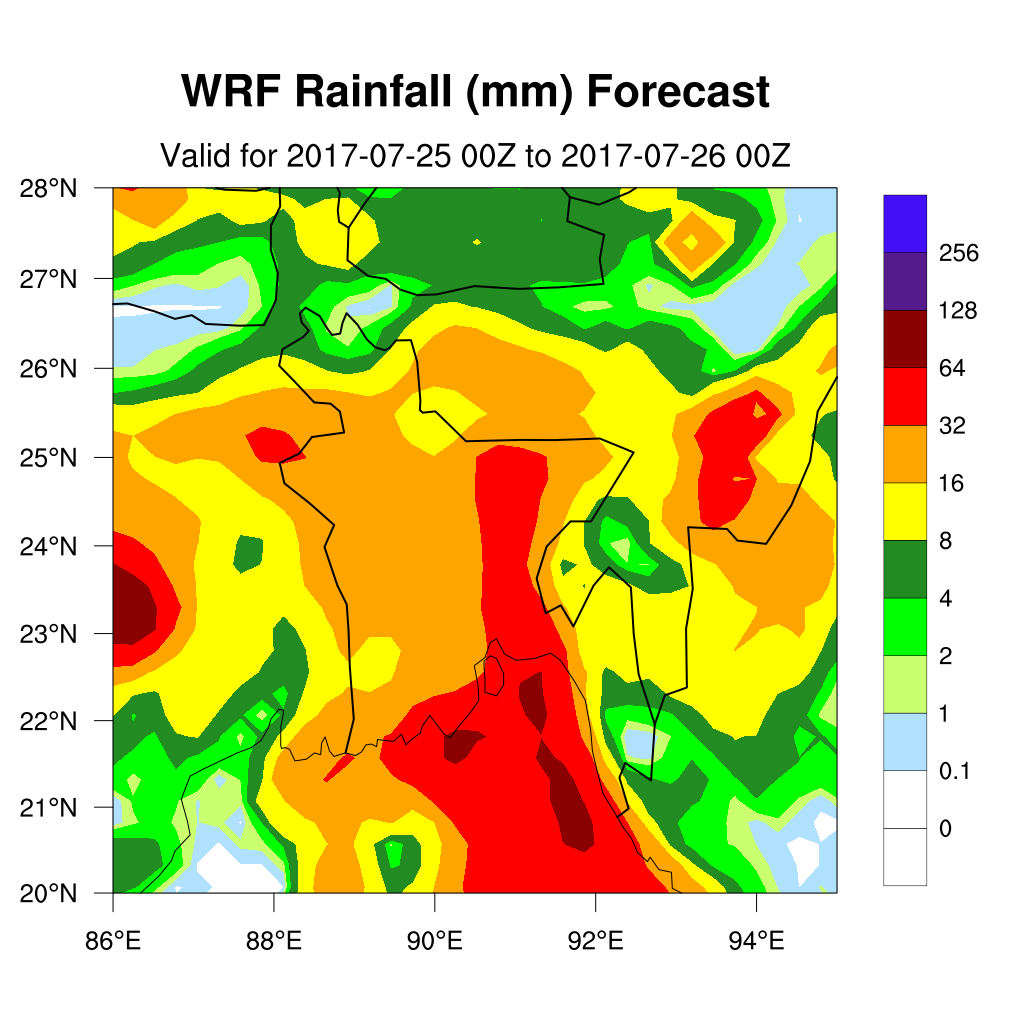 WRF Rainfall (mm) Forecast
Valid for 2017-07-25 00Z to 2017-07-26 00Z
28°N
27°N
26°N
25°N
24°N
23°N
22°N
21°N
20°N
86°E 88°E 90°E 92°E 94°E
256
128
64
32
16
8
4
2
1
0.1
0